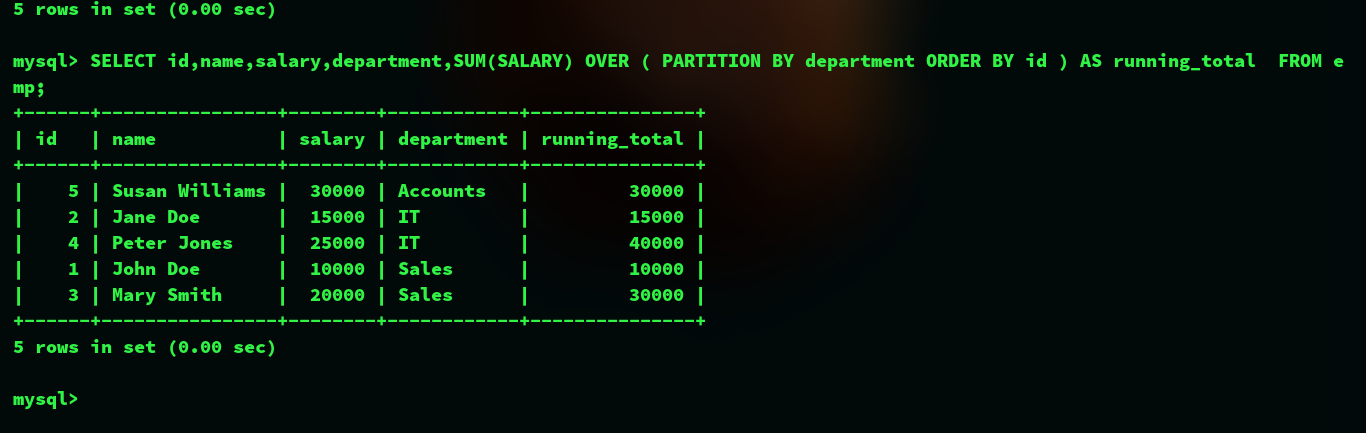 5 rows in set (0.00 sec)

mysql> SELECT id,name,salary,department,SUM(SALARY) OVER ( PARTITION BY department ORDER BY id ) AS running_total  FROM e
mp;
+------+----------------+--------+------------+---------------+
| id   | name           | salary | department | running_total |
+------+----------------+--------+------------+---------------+
|    5 | Susan Williams |  30000 | Accounts   |         30000 |
|    2 | Jane Doe       |  15000 | IT         |         15000 |
|    4 | Peter Jones    |  25000 | IT         |         40000 |
|    1 | John Doe       |  10000 | Sales      |         10000 |
|    3 | Mary Smith     |  20000 | Sales      |         30000 |
+------+----------------+--------+------------+---------------+
5 rows in set (0.00 sec)

mysql>